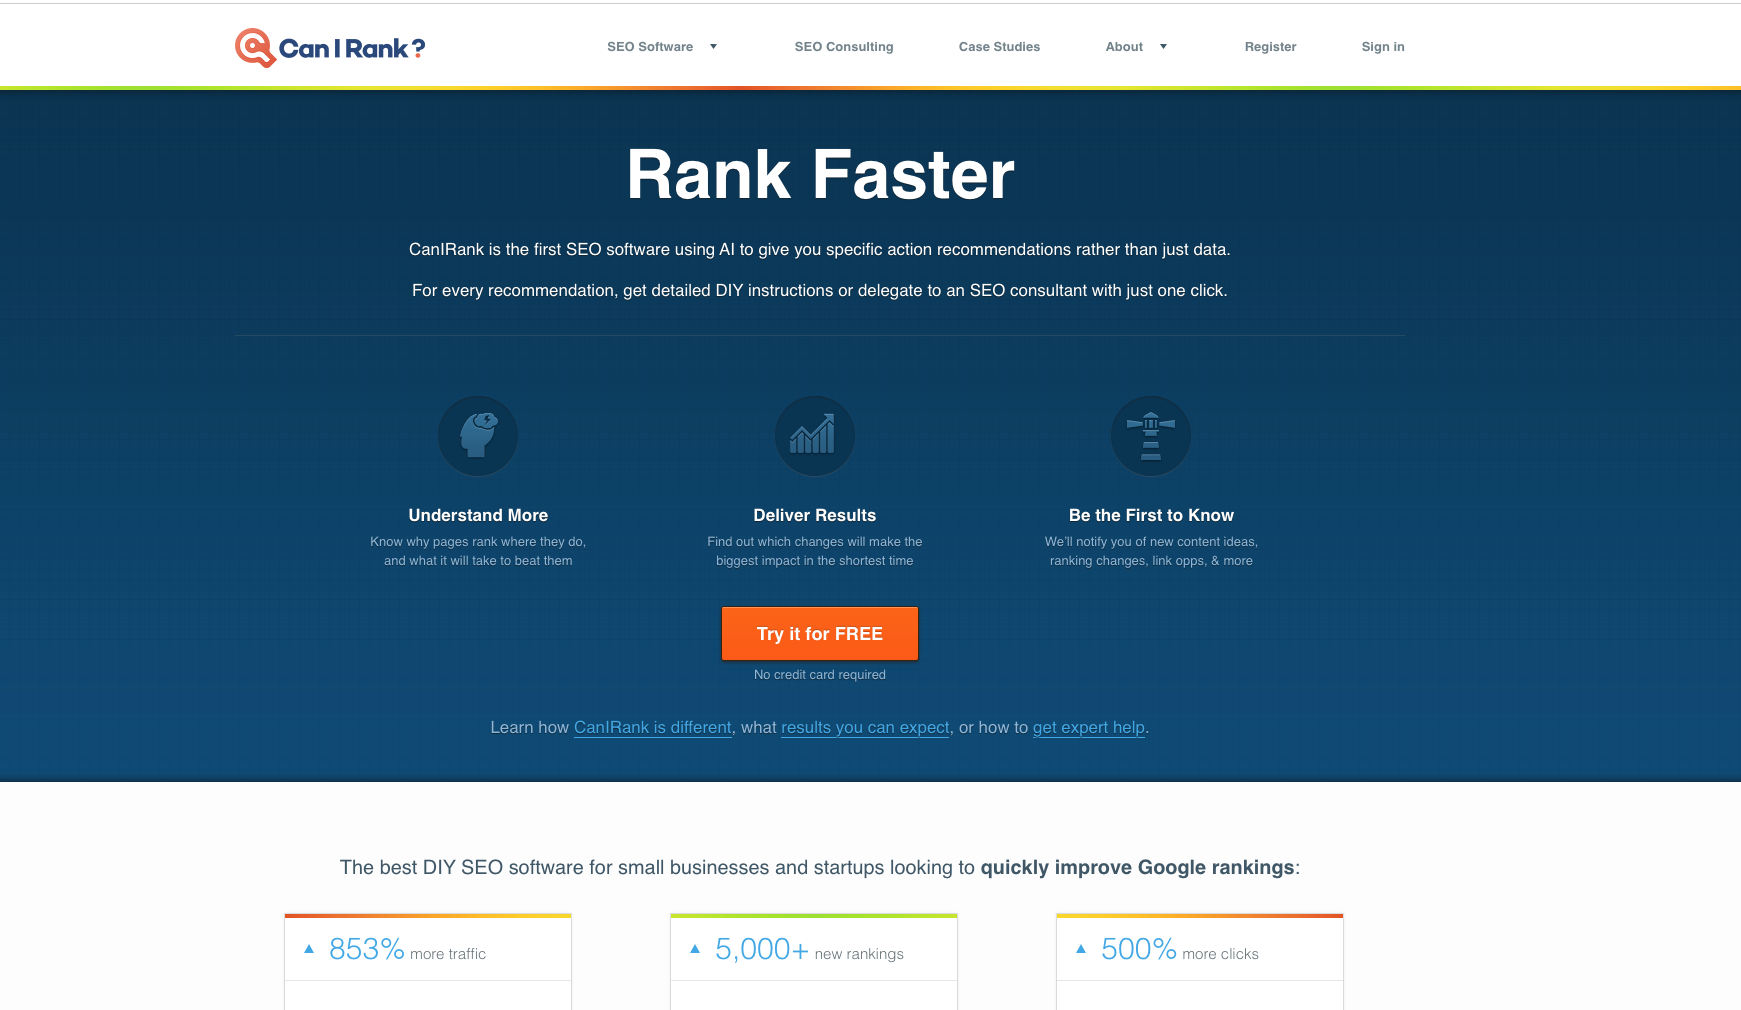 Can I Rank?
SEO Software
SEO Consulting
Case Studies
About
Register
Sign in
Rank Faster
CanIRank is the first SEO software using AI to give you specific action recommendations rather than just data.
For every recommendation, get detailed DIY instructions or delegate to an SEO consultant with just one click.
Understand More
Know why pages rank where they do,
and what it will take to beat them
Deliver Results
Find out which changes will make the
biggest impact in the shortest time
Be the First to Know
We'll notify you of new content ideas,
ranking changes, link opps, & more
Try it for FREE
No credit card required
Learn how CanIRank is different, what results you can expect, or how to get expert help.
The best DIY SEO software for small businesses and startups looking to quickly improve Google rankings:
853% more traffic
5,000+ new rankings
500% more clicks